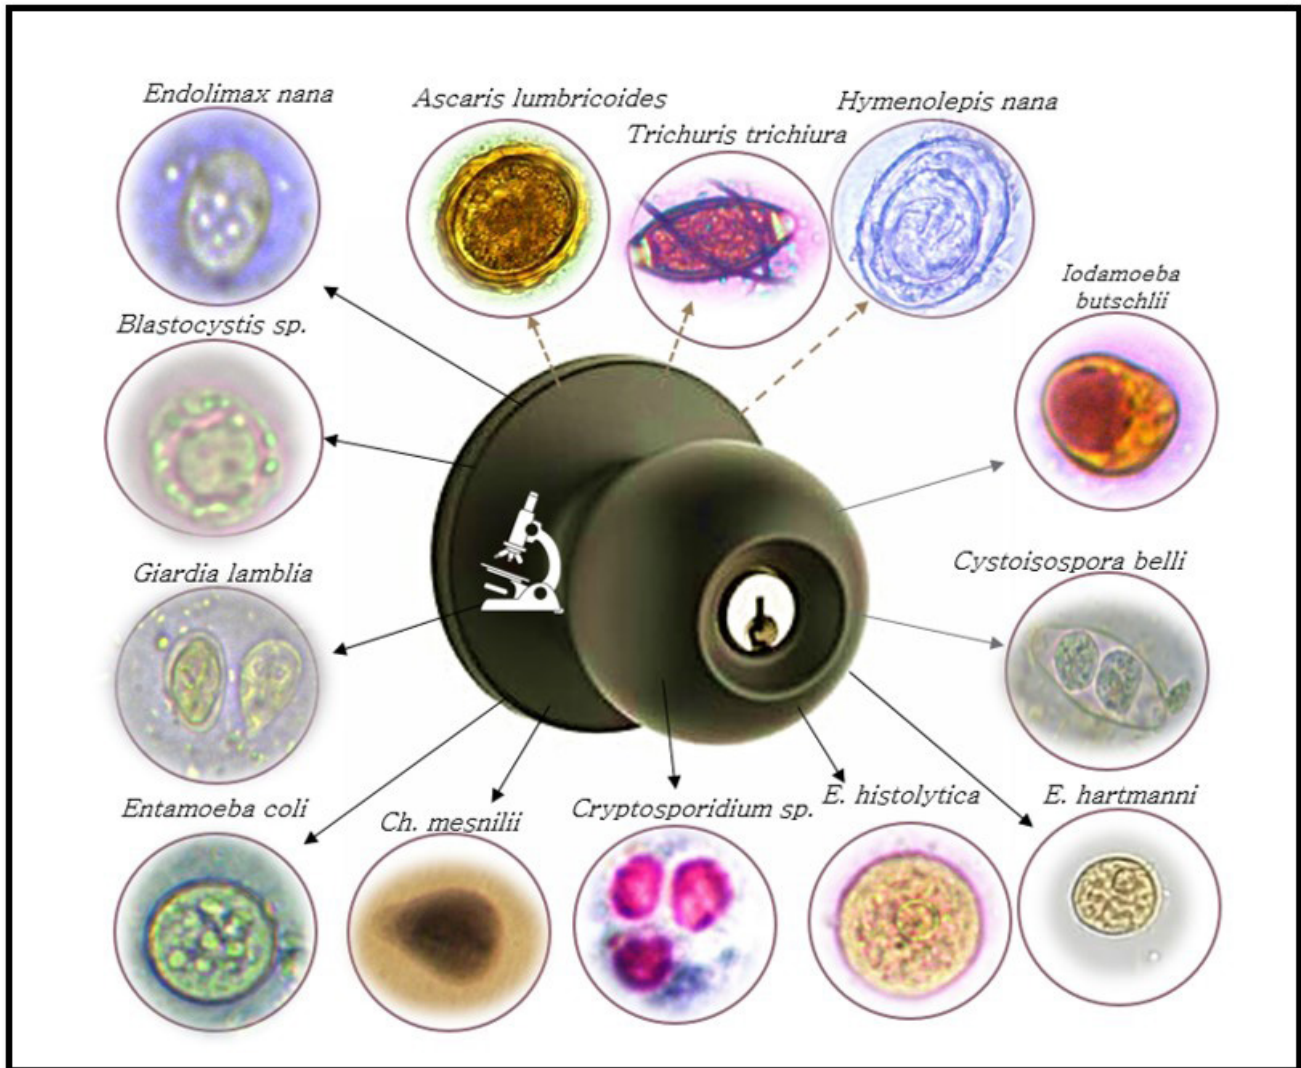 Endolimax nana
Ascaris lumbricoides
Trichuris trichiura
Hymenolepis nana
Iodamoeba
butschlii
Blastocystis sp.
Giardia lamblia
Cystoisospora belli
Entamoeba coli
Ch. mesnilii
Cryptosporidium sp.
E. histolytica
E. hartmanni